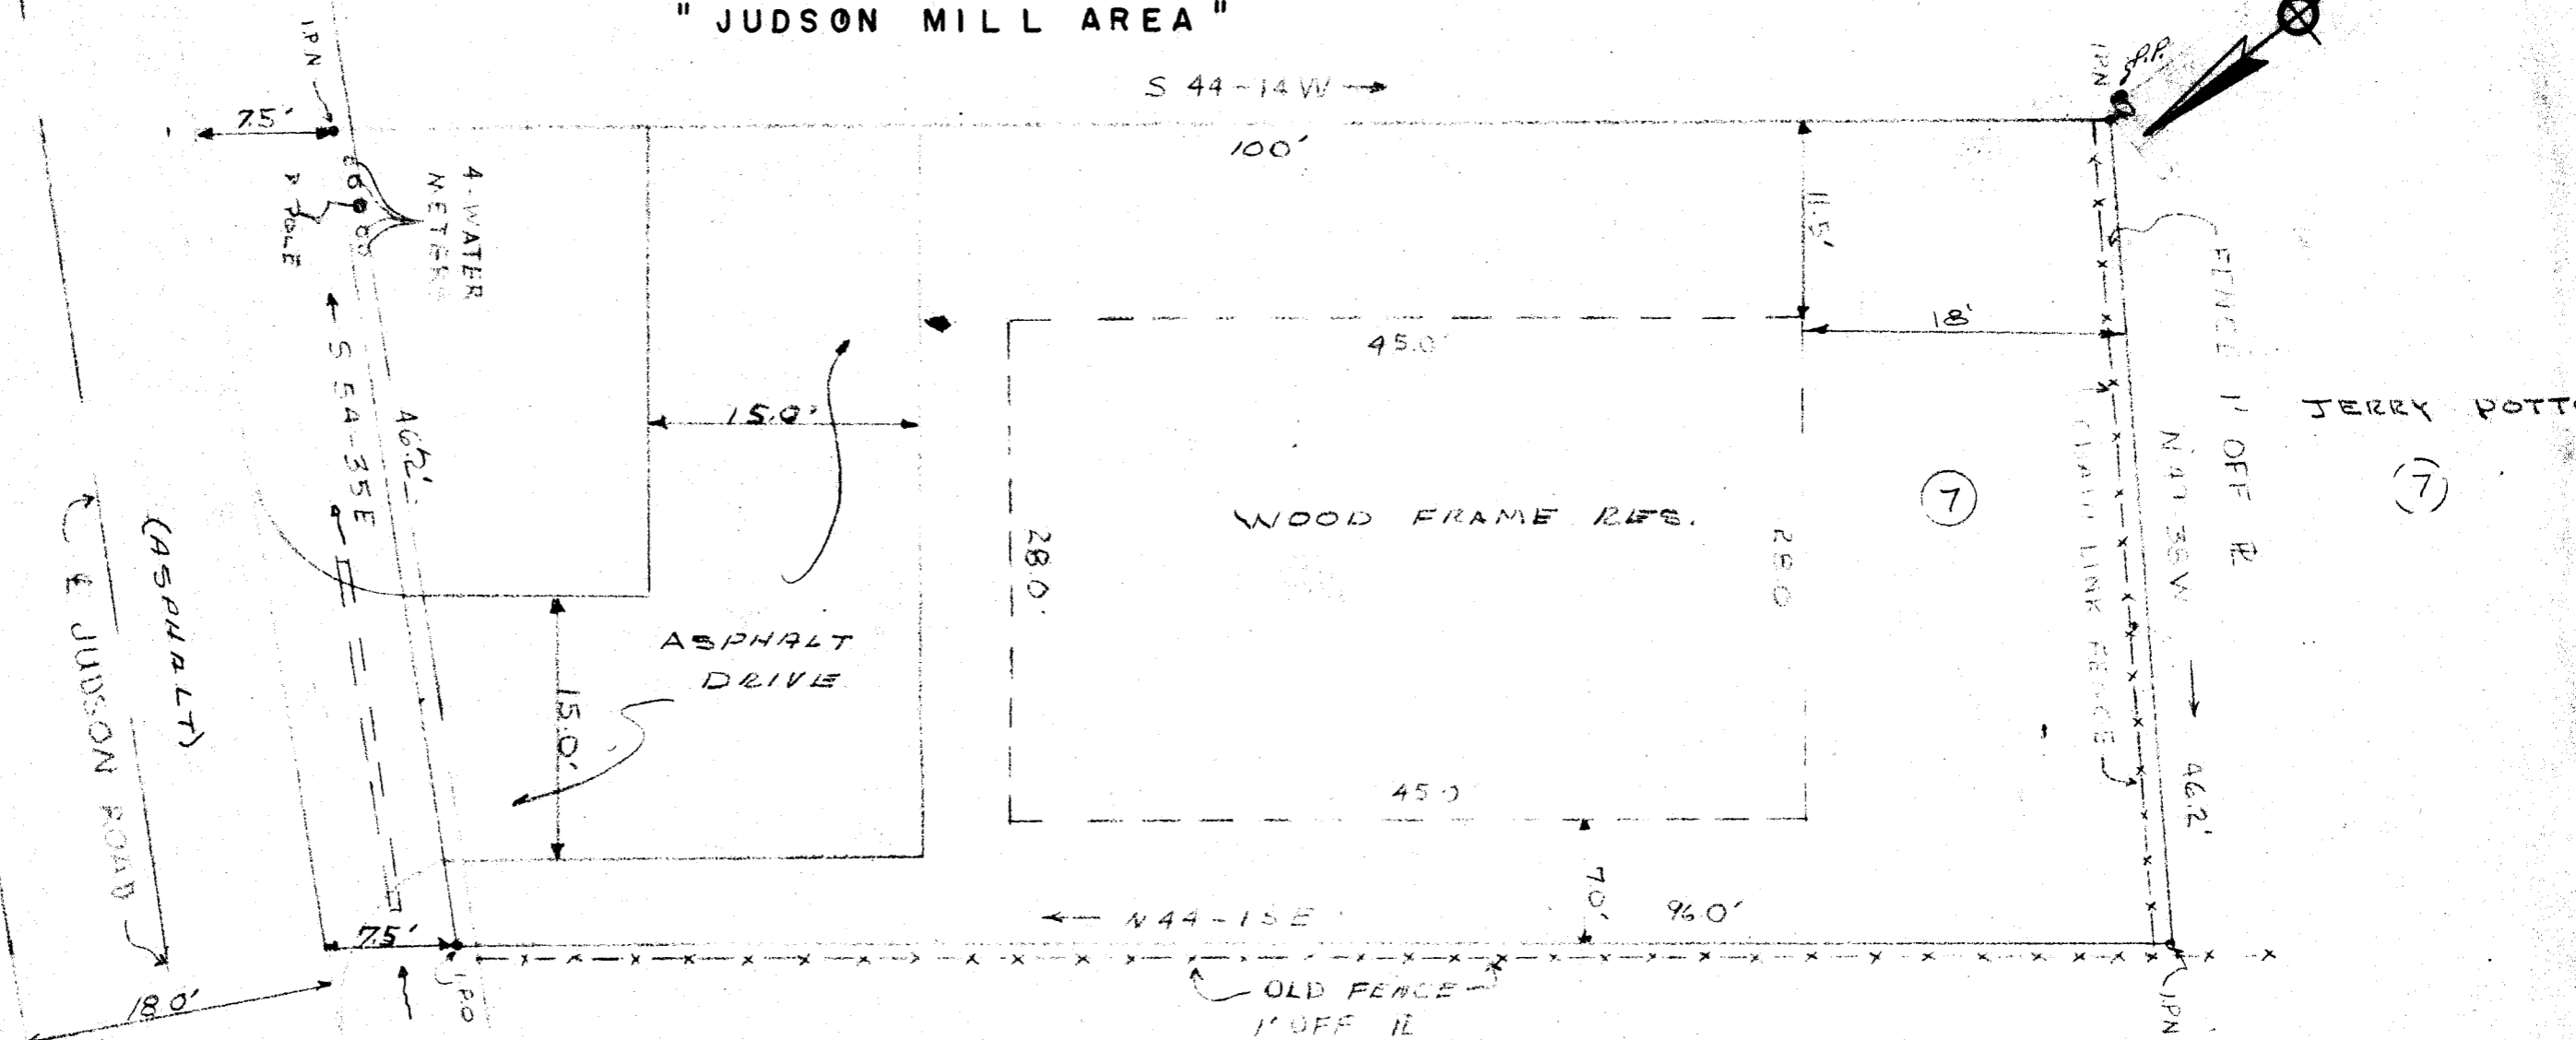 " JUDSON MILL AREA "
I.P.N
S 44-14 W
I.P.N
P.P.
7.5'
100'
4-WATER
METERS
P. POLE
11.5'
18'
45.0'
FENCE 1' OFF PL
15.0'
S 54-35 E
46.2'
JERRY
7
7
WOOD FRAME RES.
28.0'
28.0
CHAIN LINK FENCE
(ASPHALT)
℄ JUDSON ROAD
ASPHALT
DRIVE
15.0'
46.2'
45.0
7.0'
96.0'
N 44-15 E
7.5'
18.0'
I.P.O
OLD FENCE
1' OFF PL
I.P.N